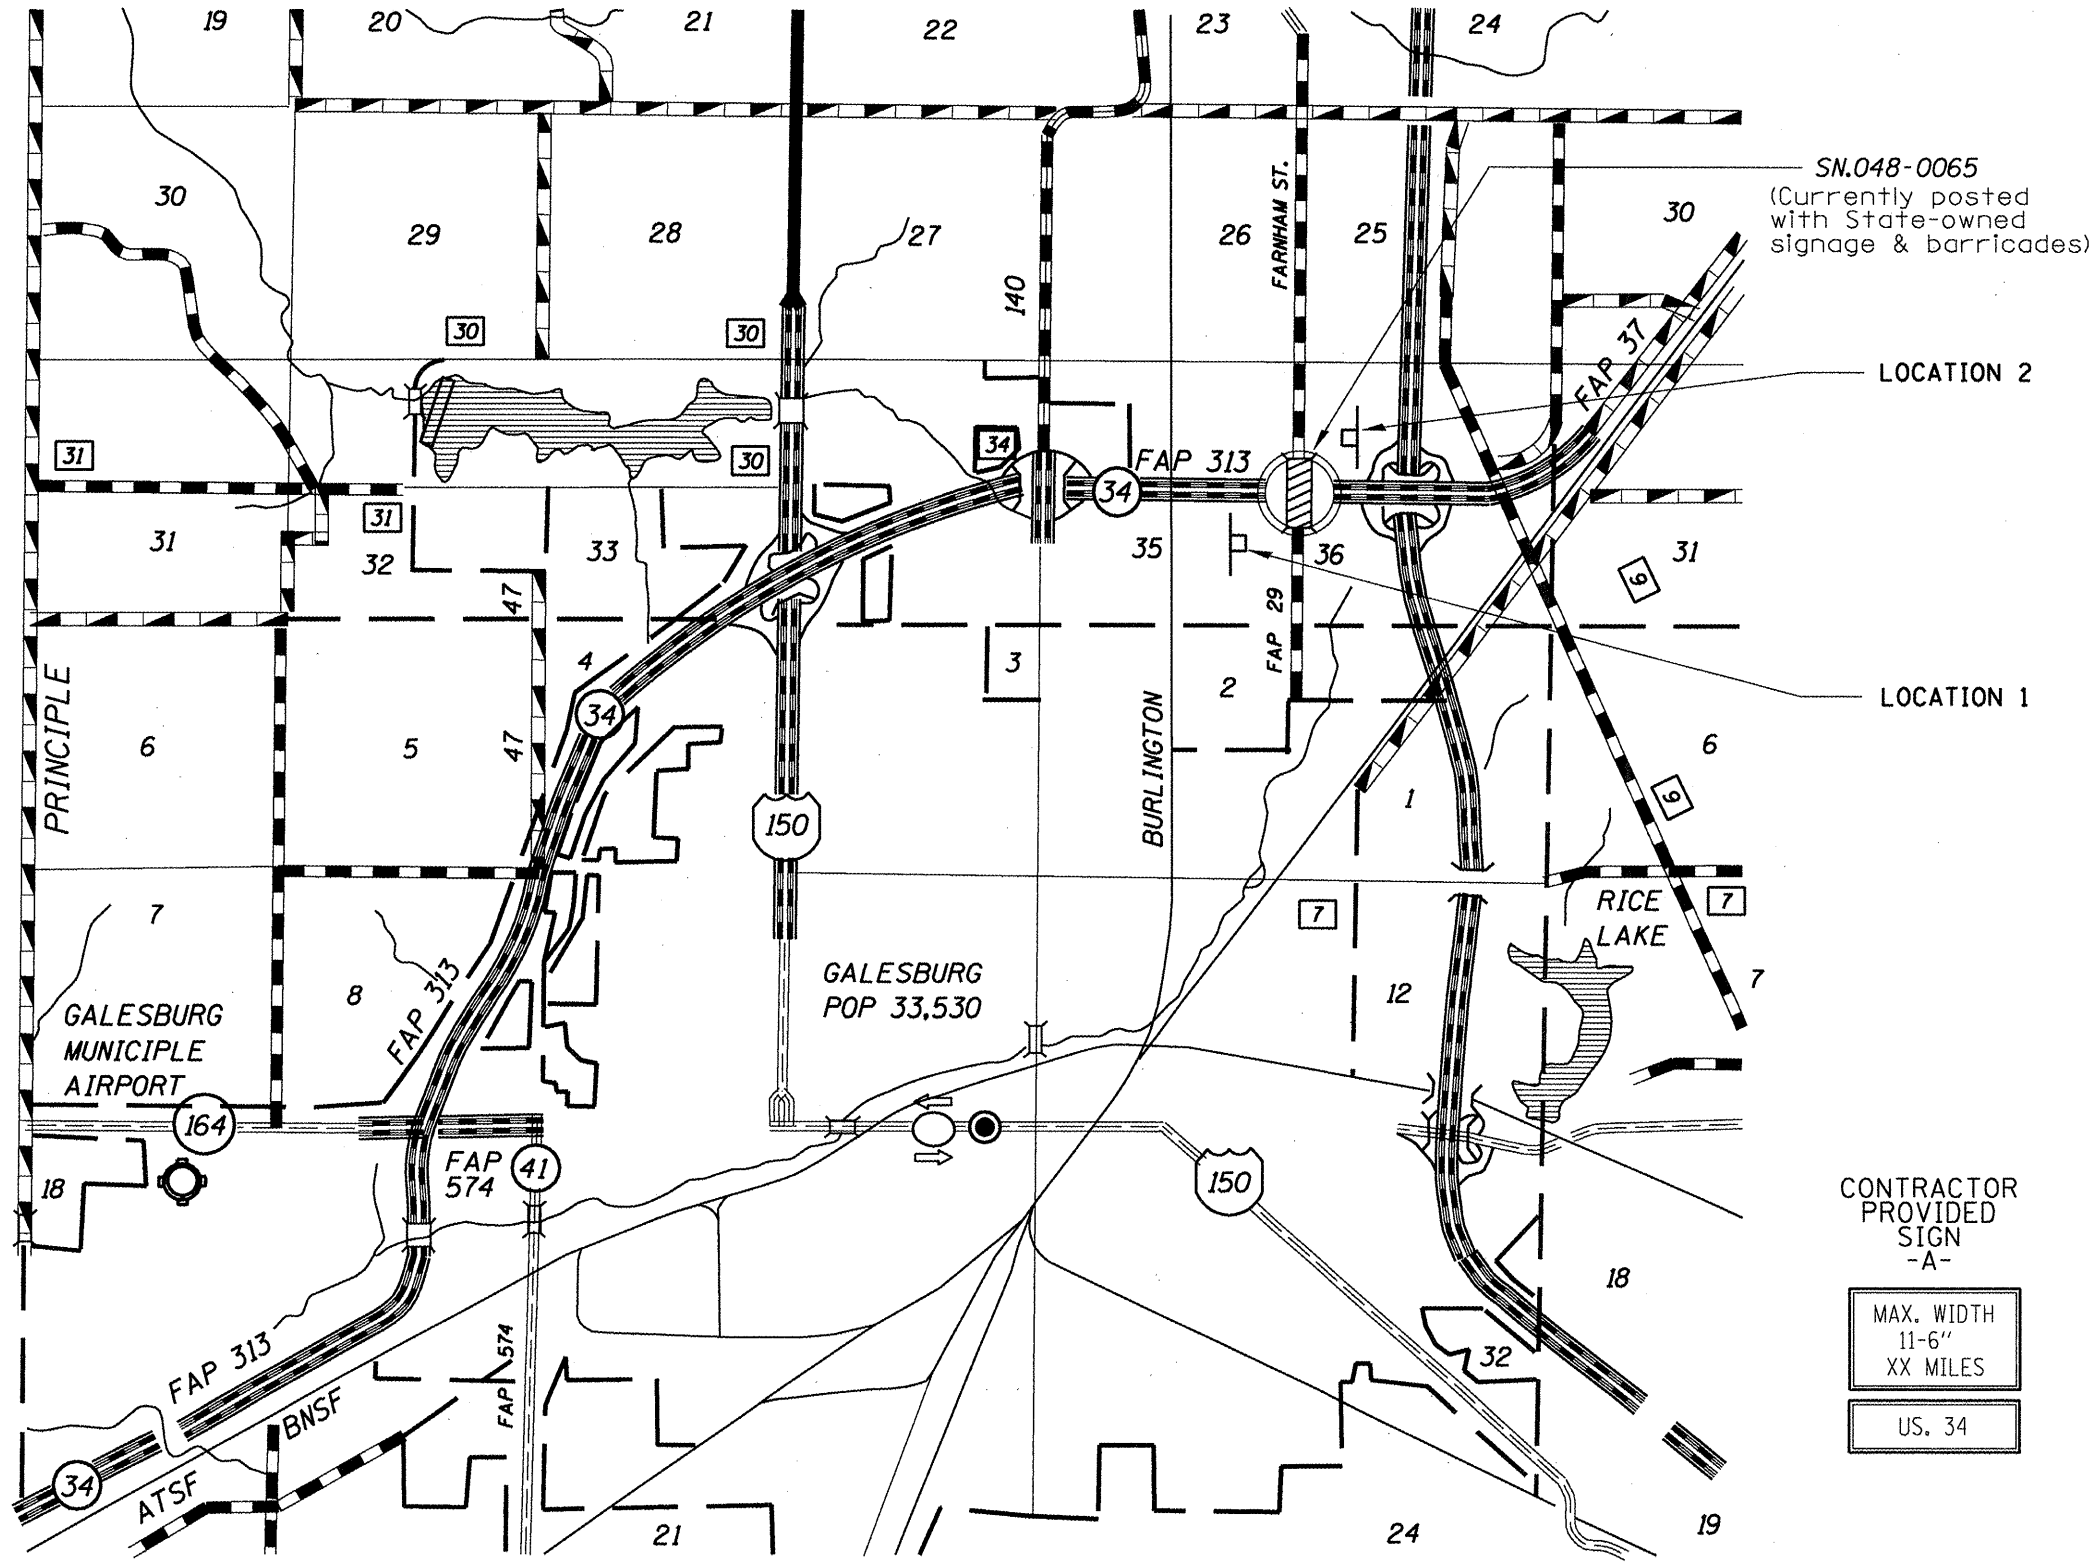 19
20
21
22
23
24
SN.048-0065
(Currently posted
with State-owned
signage & barricades)
30
29
28
27
26
25
30
FARNHAM ST.
140
30
30
FAP 37
LOCATION 2
31
30
34
FAP 313
34
31
31
32
33
35
36
31
9
47
FAP 29
4
3
2
LOCATION 1
34
PRINCIPLE
6
5
47
150
BURLINGTON
1
6
9
7
8
FAP 313
7
RICE
LAKE
7
7
GALESBURG
POP 33,530
12
GALESBURG
MUNICIPLE
AIRPORT
164
FAP
574
41
150
18
18
CONTRACTOR
PROVIDED
SIGN
-A-
MAX. WIDTH
11-6"
XX MILES
US. 34
FAP 313
BNSF
FAP 574
32
34
ATSF
21
24
19